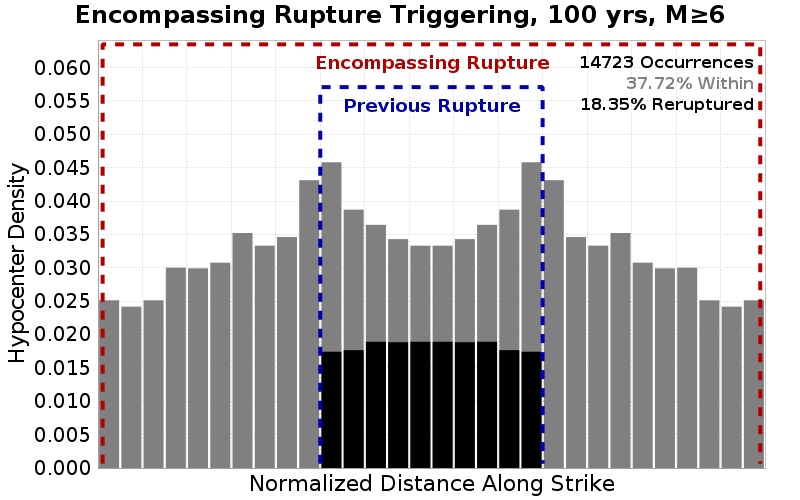 Encompassing Rupture Triggering, 100 yrs, M≥6
Encompassing Rupture
Previous Rupture
14723 Occurrences
37.72% Within
18.35% Reruptured
Hypocenter Density
0.060
0.055
0.050
0.045
0.040
0.035
0.030
0.025
0.020
0.015
0.010
0.005
0.000
Normalized Distance Along Strike